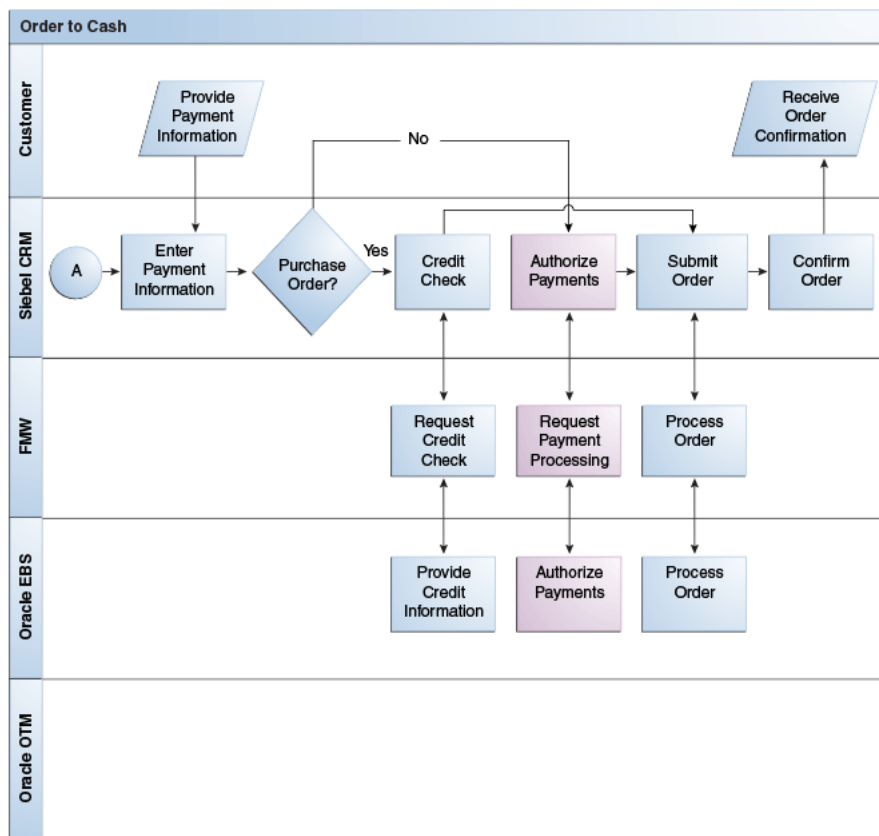 Order to Cash
Customer
Provide
Payment
Information
No
Receive
Order
Confirmation
Siebel CRM
A
Enter
Payment
Information
Purchase
Order?
Yes
Credit
Check
Authorize
Payments
Submit
Order
Confirm
Order
FMW
Request
Credit
Check
Request
Payment
Processing
Process
Order
Oracle EBS
Provide
Credit
Information
Authorize
Payments
Process
Order
Oracle OTM